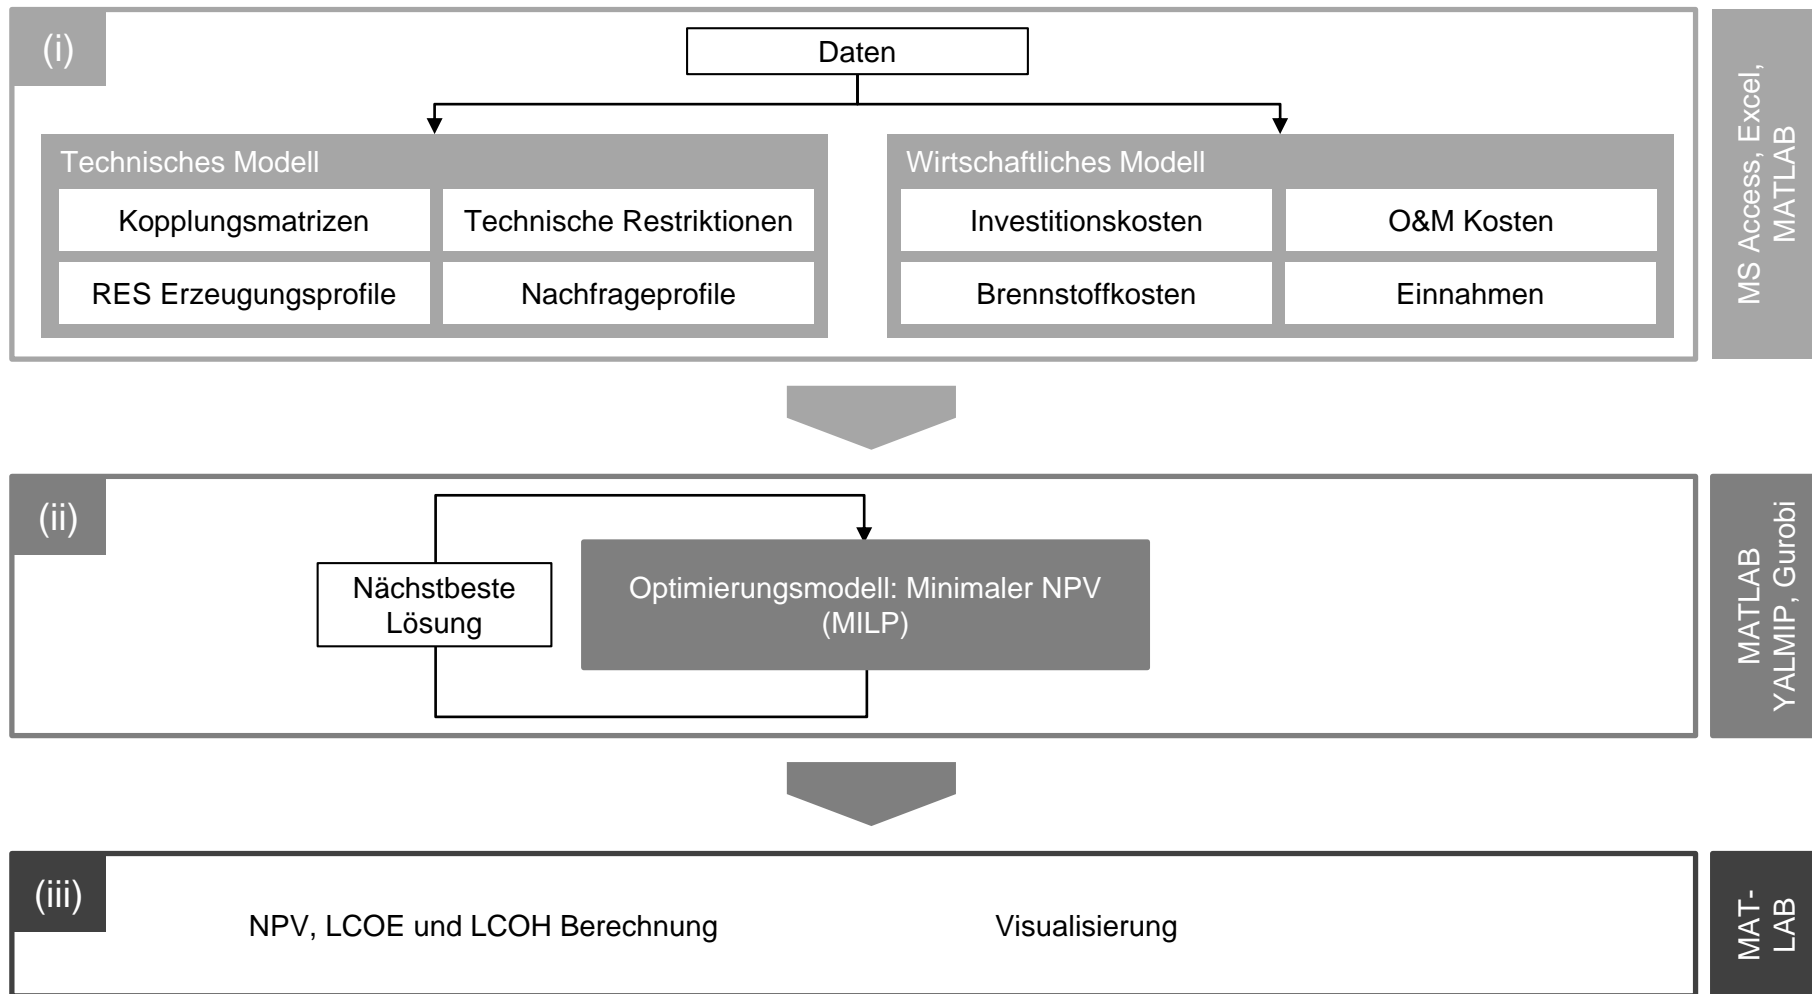 (i)
Daten
Technisches Modell
Kopplungsmatrizen
Technische Restriktionen
RES Erzeugungsprofile
Nachfrageprofile
Wirtschaftliches Modell
Investitionskosten
O&M Kosten
Brennstoffkosten
Einnahmen
MS Access, Excel,
MATLAB
(ii)
Nächstbeste
Lösung
Optimierungsmodell: Minimaler NPV
(MILP)
MATLAB
YALMIP, Gurobi
(iii)
NPV, LCOE und LCOH Berechnung
Visualisierung
MAT-
LAB